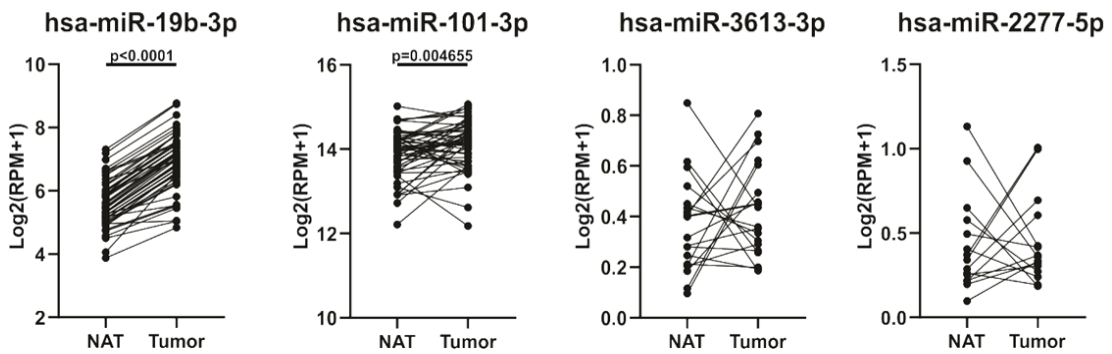 hsa-miR-19b-3p
p<0.0001
Log2(RPM+1)
10
8
6
4
2
NAT Tumor
hsa-miR-101-3p
p=0.004655
Log2(RPM+1)
16
14
12
10
NAT Tumor
hsa-miR-3613-3p
Log2(RPM+1)
1.0
0.8
0.6
0.4
0.2
0.0
NAT Tumor
hsa-miR-2277-5p
Log2(RPM+1)
1.5
1.0
0.5
0.0
NAT Tumor